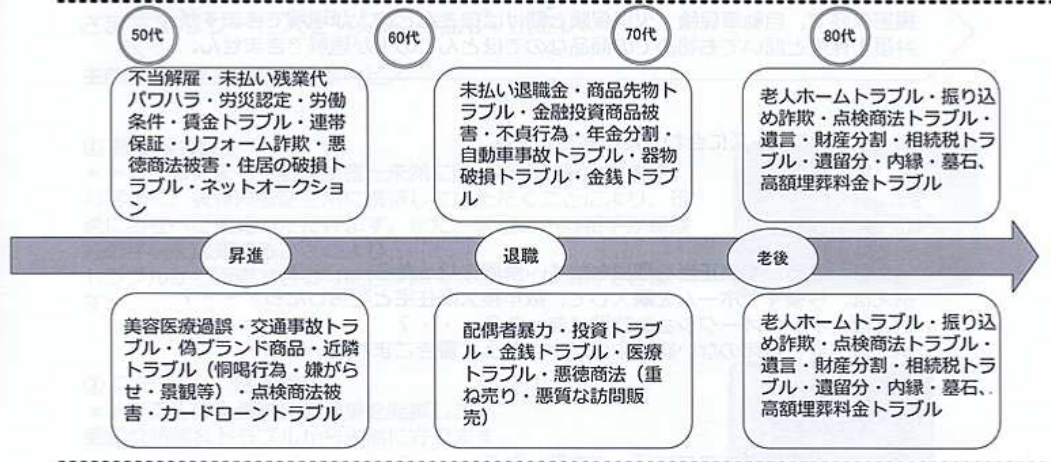 50代
60代
70代
80代
不当解雇・未払い残業代
パワハラ・労災認定・労働
条件・賃金トラブル・連帯
保証・リフォーム詐欺・悪
徳商法被害・住居の破損ト
ラブル・ネットオークショ
ン
未払い退職金・商品先物ト
ラブル・金融投資商品被
害・不貞行為・年金分割・
自動車事故トラブル・器物
破損トラブル・金銭トラブ
ル
老人ホームトラブル・振り込
め詐欺・点検商法トラブル・
遺言・財産分割・相続税トラ
ブル・遺留分・内縁・墓石、
高額埋葬料金トラブル
昇進
退職
老後
美容医療過誤・交通事故トラ
ブル・偽ブランド商品・近隣
トラブル（恫喝行為・嫌がら
せ・景観等）・点検商法被
害・カードローントラブル
配偶者暴力・投資トラブ
ル・金銭トラブル・医療
トラブル・悪徳商法（重
ね売り・悪質な訪問販
売）
老人ホームトラブル・振り込
め詐欺・点検商法トラブル・
遺言・財産分割・相続税トラ
ブル・遺留分・内縁・墓石、
高額埋葬料金トラブル